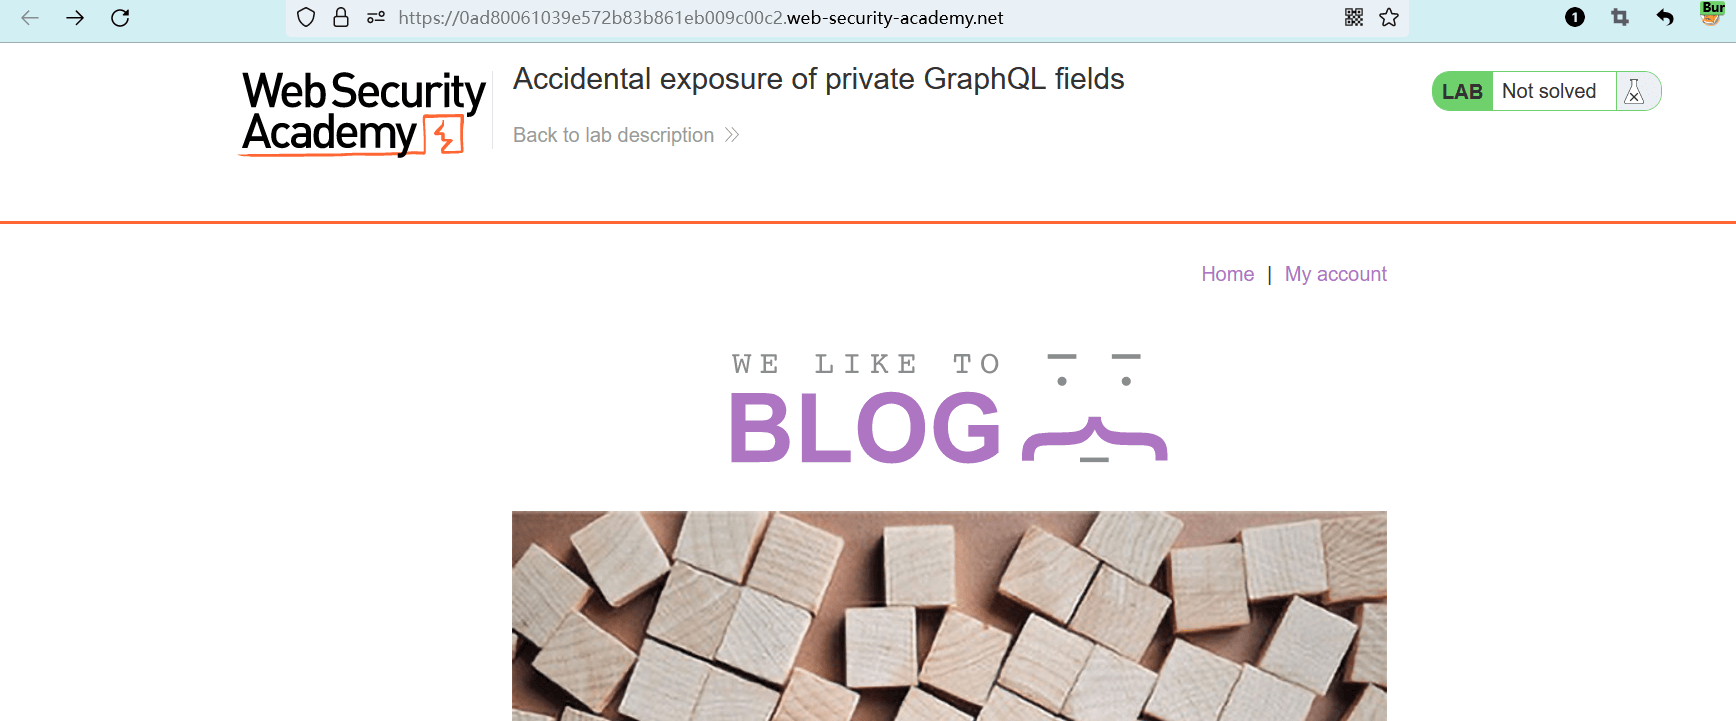 https://0ad80061039e572b83b861eb009c00c2.web-security-academy.net
1
Bur
Web Security
Academy
Accidental exposure of private GraphQL fields
Back to lab description
LAB Not solved
Home | My account
WE LIKE TO
BLOG